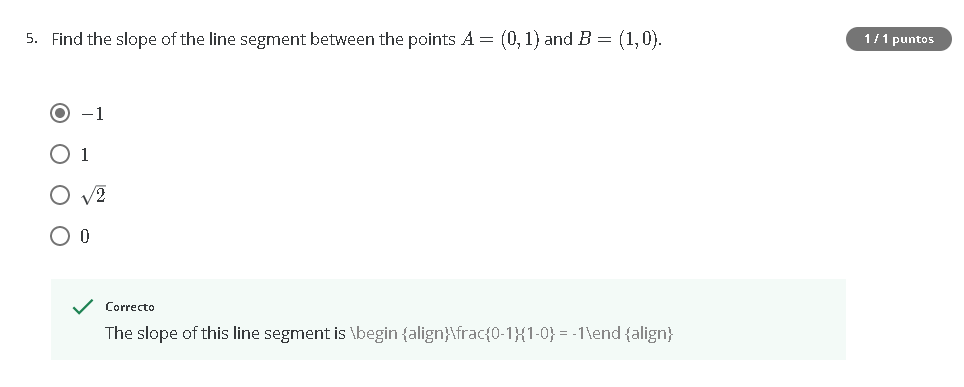 5. Find the slope of the line segment between the points A = (0, 1) and B = (1, 0).
1 / 1 puntos
−1
1
√2
0
Correcto
The slope of this line segment is \begin {align}\frac{0-1}{1-0} = -1\end {align}